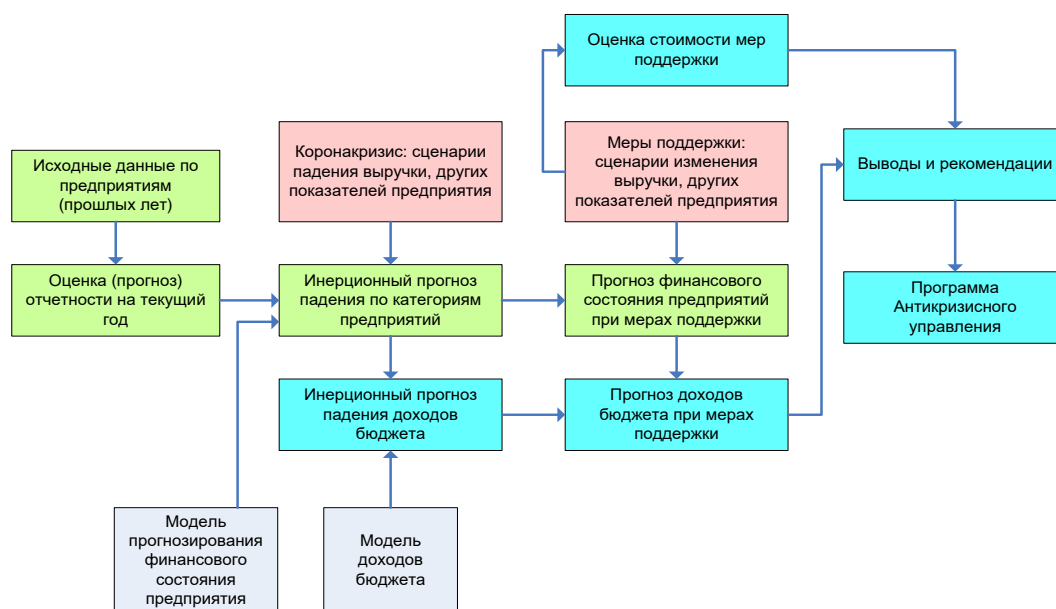 Оценка стоимости мер
поддержки
Исходные данные по
предприятиям
(прошлых лет)
Коронакризис: сценарии
падения выручки, других
показателей предприятия
Меры поддержки:
сценарии изменения
выручки, других
показателей предприятия
Выводы и рекомендации
Оценка (прогноз)
отчетности на текущий
год
Инерционный прогноз
падения по категориям
предприятий
Прогноз финансового
состояния предприятий
при мерах поддержки
Программа
Антикризисного
управления
Инерционный прогноз
падения доходов
бюджета
Прогноз доходов
бюджета при мерах
поддержки
Модель
прогнозирования
финансового
состояния
предприятия
Модель
доходов
бюджета